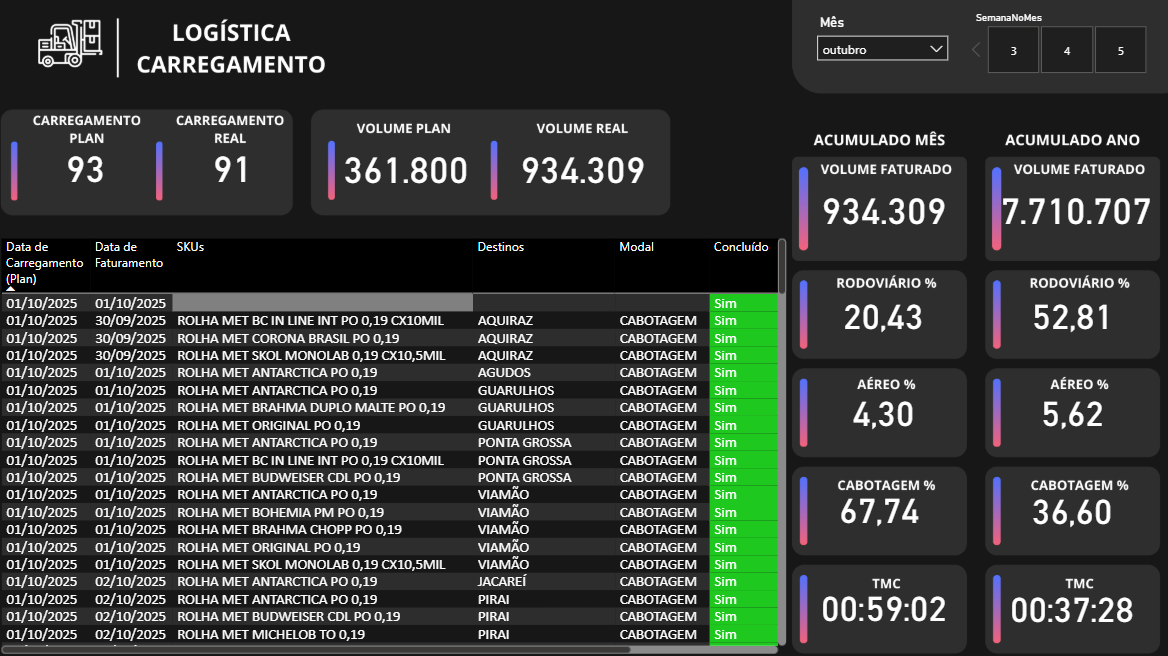 LOGÍSTICA
CARREGAMENTO
Mês
outubro
SemanaNoMes
3 4 5
CARREGAMENTO
PLAN
93
CARREGAMENTO
REAL
91
VOLUME PLAN
361.800
VOLUME REAL
934.309
ACUMULADO MÊS
VOLUME FATURADO
934.309
RODOVIÁRIO %
20,43
AÉREO %
4,30
CABOTAGEM %
67,74
TMC
00:59:02
ACUMULADO ANO
VOLUME FATURADO
7.710.707
RODOVIÁRIO %
52,81
AÉREO %
5,62
CABOTAGEM %
36,60
TMC
00:37:28
Data de Data de SKUs Destinos Modal Concluído
Carregamento Faturamento
(Plan)
01/10/2025 01/10/2025 Sim
01/10/2025 30/09/2025 ROLHA MET BC IN LINE INT PO 0,19 CX10MIL AQUIRAZ CABOTAGEM Sim
01/10/2025 30/09/2025 ROLHA MET CORONA BRASIL PO 0,19 AQUIRAZ CABOTAGEM Sim
01/10/2025 30/09/2025 ROLHA MET SKOL MONOLAB 0,19 CX10,5MIL AQUIRAZ CABOTAGEM Sim
01/10/2025 01/10/2025 ROLHA MET ANTARCTICA PO 0,19 AGUDOS CABOTAGEM Sim
01/10/2025 01/10/2025 ROLHA MET ANTARCTICA PO 0,19 GUARULHOS CABOTAGEM Sim
01/10/2025 01/10/2025 ROLHA MET BRAHMA DUPLO MALTE PO 0,19 GUARULHOS CABOTAGEM Sim
01/10/2025 01/10/2025 ROLHA MET ORIGINAL PO 0,19 GUARULHOS CABOTAGEM Sim
01/10/2025 01/10/2025 ROLHA MET ANTARCTICA PO 0,19 PONTA GROSSA CABOTAGEM Sim
01/10/2025 01/10/2025 ROLHA MET BC IN LINE INT PO 0,19 CX10MIL PONTA GROSSA CABOTAGEM Sim
01/10/2025 01/10/2025 ROLHA MET BUDWEISER CDL PO 0,19 PONTA GROSSA CABOTAGEM Sim
01/10/2025 01/10/2025 ROLHA MET ANTARCTICA PO 0,19 VIAMÃO CABOTAGEM Sim
01/10/2025 01/10/2025 ROLHA MET BOHEMIA PM PO 0,19 VIAMÃO CABOTAGEM Sim
01/10/2025 01/10/2025 ROLHA MET BRAHMA CHOPP PO 0,19 VIAMÃO CABOTAGEM Sim
01/10/2025 01/10/2025 ROLHA MET ORIGINAL PO 0,19 VIAMÃO CABOTAGEM Sim
01/10/2025 01/10/2025 ROLHA MET SKOL MONOLAB 0,19 CX10,5MIL VIAMÃO CABOTAGEM Sim
01/10/2025 02/10/2025 ROLHA MET ANTARCTICA PO 0,19 JACAREÍ CABOTAGEM Sim
01/10/2025 02/10/2025 ROLHA MET ANTARCTICA PO 0,19 PIRAI CABOTAGEM Sim
01/10/2025 02/10/2025 ROLHA MET BUDWEISER CDL PO 0,19 PIRAI CABOTAGEM Sim
01/10/2025 02/10/2025 ROLHA MET MICHELOB TO 0,19 PIRAI CABOTAGEM Sim